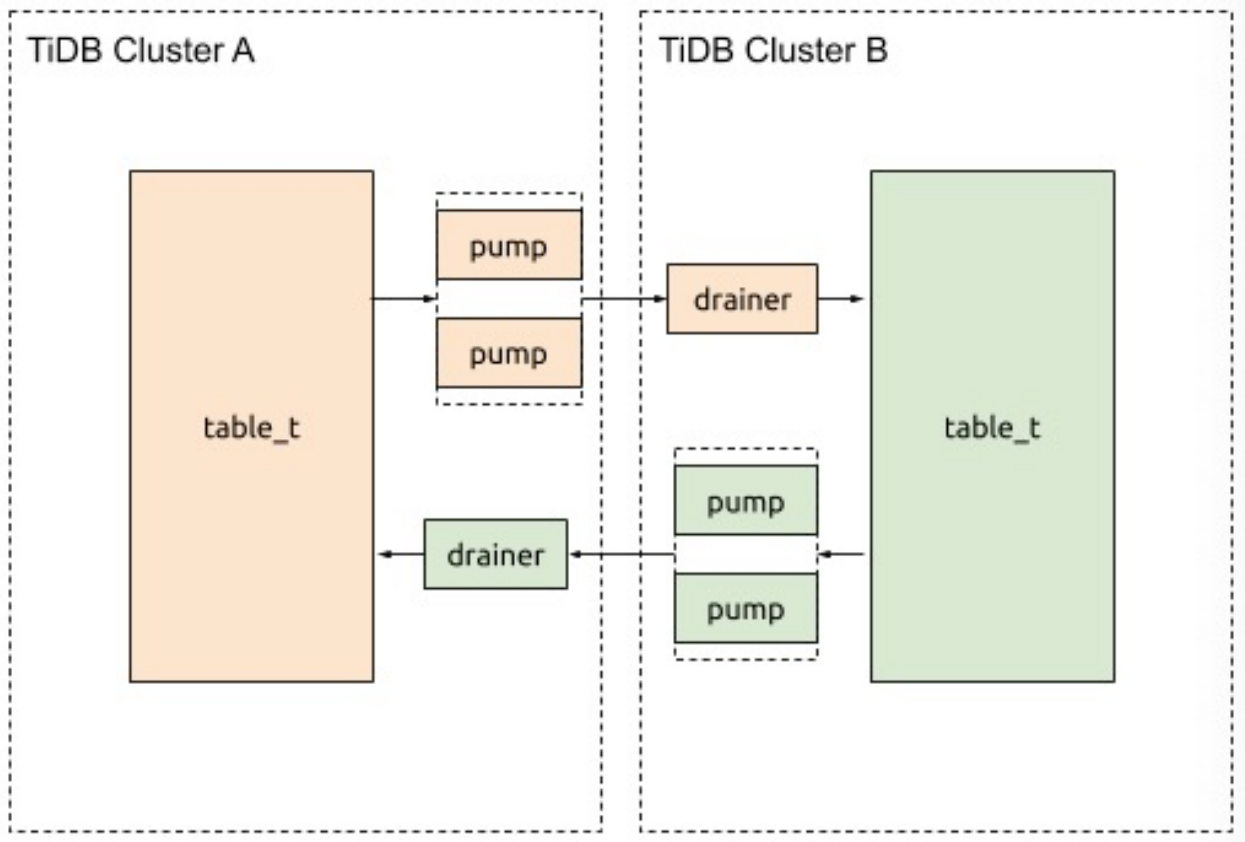 TiDB Cluster A
TiDB Cluster B
pump
drainer
pump
table_t
table_t
pump
drainer
pump